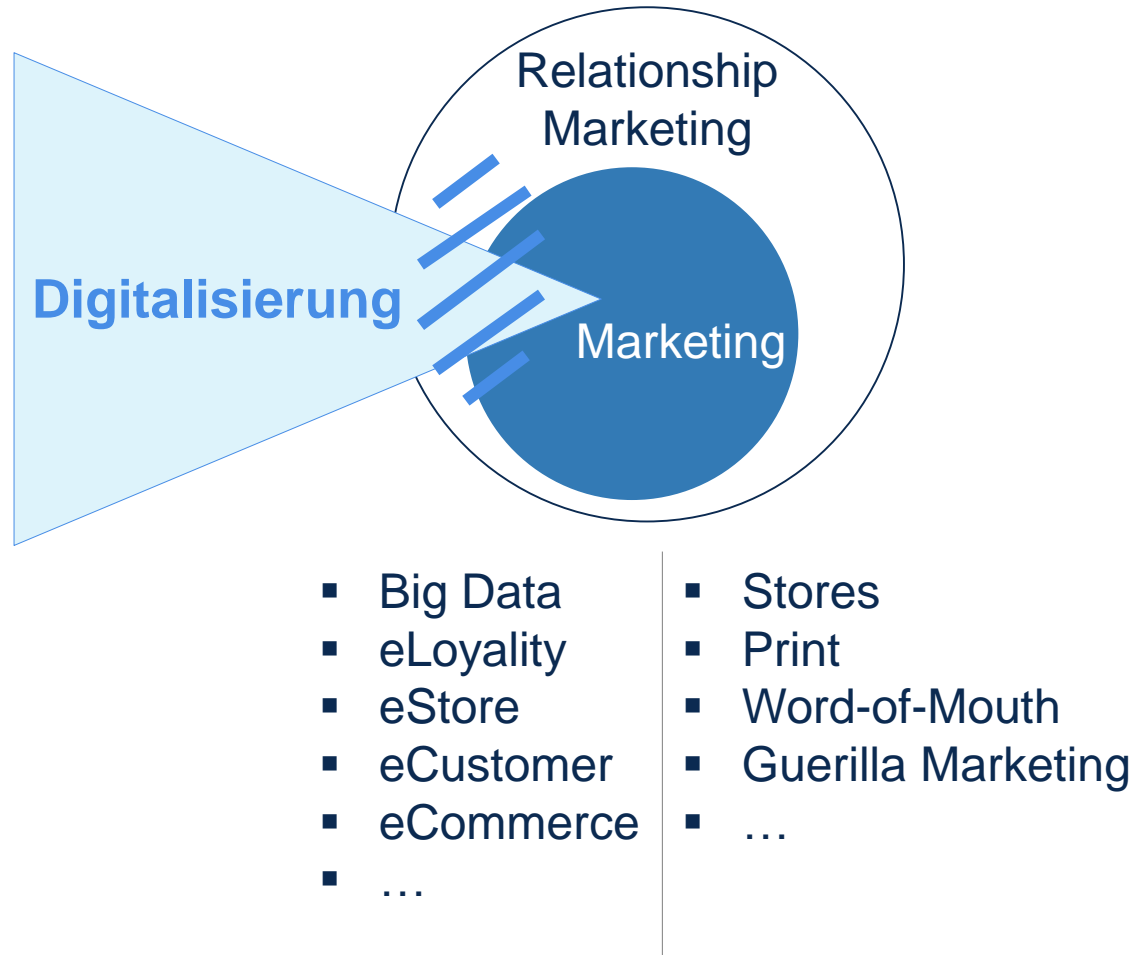 Relationship
Marketing
Digitalisierung
Marketing
▪ Big Data
▪ eLoyality
▪ eStore
▪ eCustomer
▪ eCommerce
▪ …
▪ Stores
▪ Print
▪ Word-of-Mouth
▪ Guerilla Marketing
▪ …